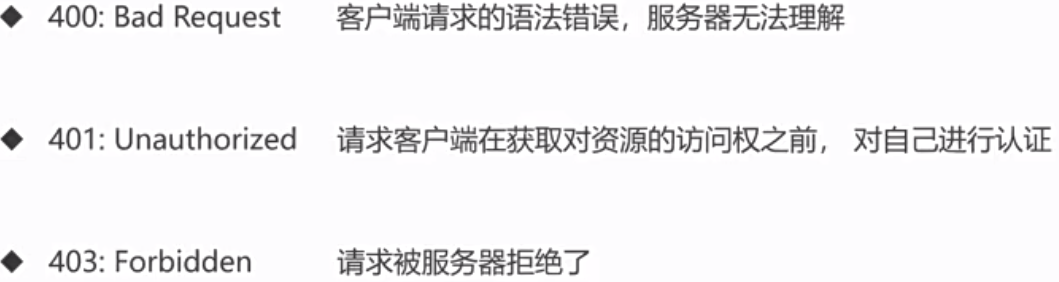 ◆ 400: Bad Request 客户端请求的语法错误，服务器无法理解
◆ 401: Unauthorized 请求客户端在获取对资源的访问权之前， 对自己进行认证
◆ 403: Forbidden 请求被服务器拒绝了